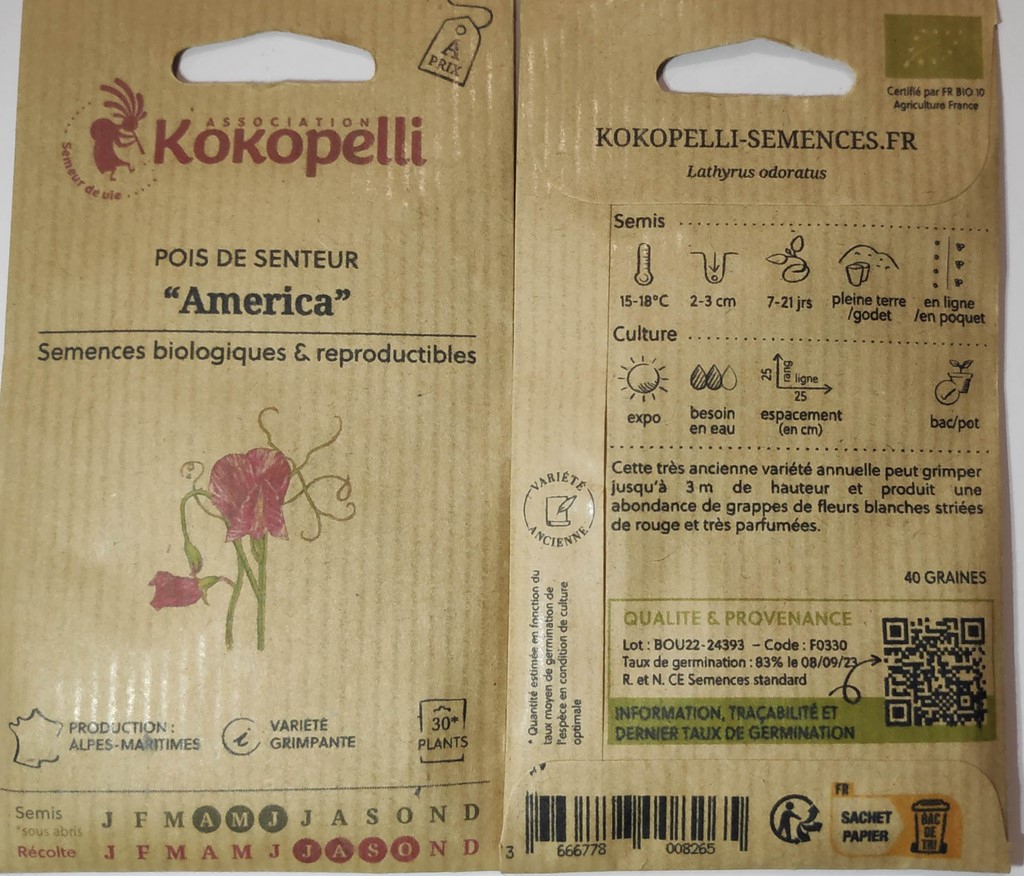 A
PRIX
ASSOCIATION
Kokopelli
Semeur de vie
POIS DE SENTEUR
“America”
Semences biologiques & reproductibles
PRODUCTION :
ALPES-MARITIMES
VARIÉTÉ
GRIMPANTE
30*
PLANTS
Semis
*sous abris
J F M A M J J A S O N D
Récolte
J F M A M J J A S O N D
Certifié par FR BIO 10
Agriculture France
KOKOPELLI-SEMENCES.FR
Lathyrus odoratus
Semis
15-18°C
2-3 cm
7-21 jrs
pleine terre
/godet
en ligne
/en poquet
Culture
expo
besoin
en eau
25
rang
ligne
25
espacement
(en cm)
bac/pot
Cette très ancienne variété annuelle peut grimper
jusqu'à 3 m de hauteur et produit une
abondance de grappes de fleurs blanches striées
de rouge et très parfumées.
VARIÉTÉ
ANCIENNE
* Quantité estimée en fonction du
taux moyen de germination de
l'espèce en condition de culture
optimale
40 GRAINES
QUALITE & PROVENANCE
Lot : BOU22-24393 – Code : F0330
Taux de germination : 83% le 08/09/23
R. et N. CE Semences standard
INFORMATION, TRAÇABILITÉ ET
DERNIER TAUX DE GERMINATION
3 666778 008265
FR
SACHET
PAPIER
BAC
DE
TRI